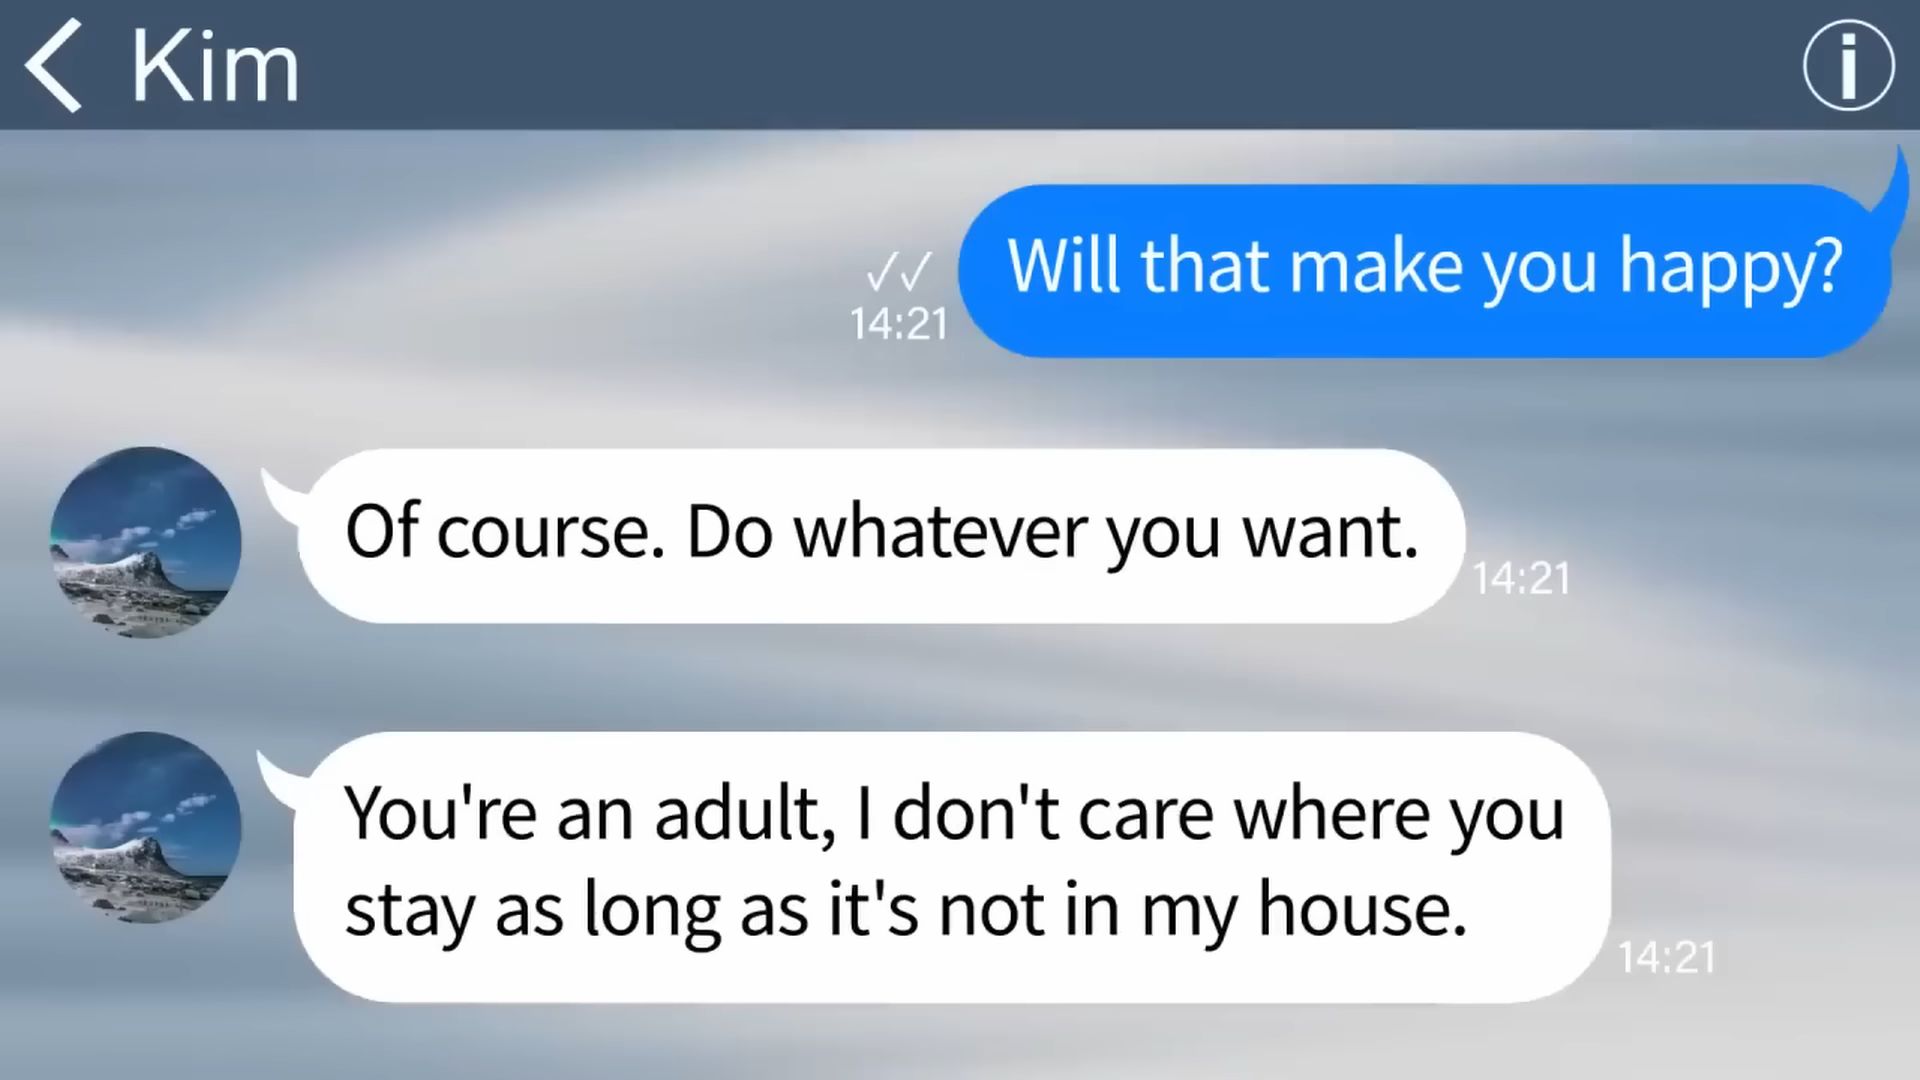 Kim
Will that make you happy?
14:21
Of course. Do whatever you want.
14:21
You're an adult, I don't care where you
stay as long as it's not in my house.
14:21